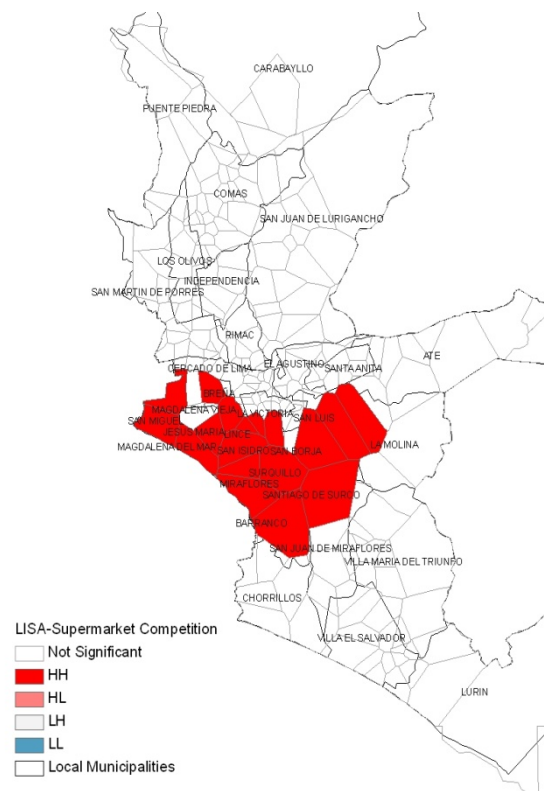 CARABAYLLO
PUENTE PIEDRA
COMAS
SAN JUAN DE LURIGANCHO
LOS OLIVOS
INDEPENDENCIA
SAN MARTIN DE PORRES
RIMAC
ATE
EL AGUSTINO
SANTA ANITA
CERCADO DE LIMA
BREÑA
MAGDALENA VIEJA
LA VICTORIA
SAN LUIS
SAN MIGUEL
JESUS MARIA
LINCE
LA MOLINA
MAGDALENA DEL MAR
SAN ISIDRO
SAN BORJA
SURQUILLO
MIRAFLORES
SANTIAGO DE SURCO
BARRANCO
SAN JUAN DE MIRAFLORES
VILLA MARIA DEL TRIUNFO
CHORRILLOS
VILLA EL SALVADOR
LURIN
LISA-Supermarket Competition
Not Significant
HH
HL
LH
LL
Local Municipalities